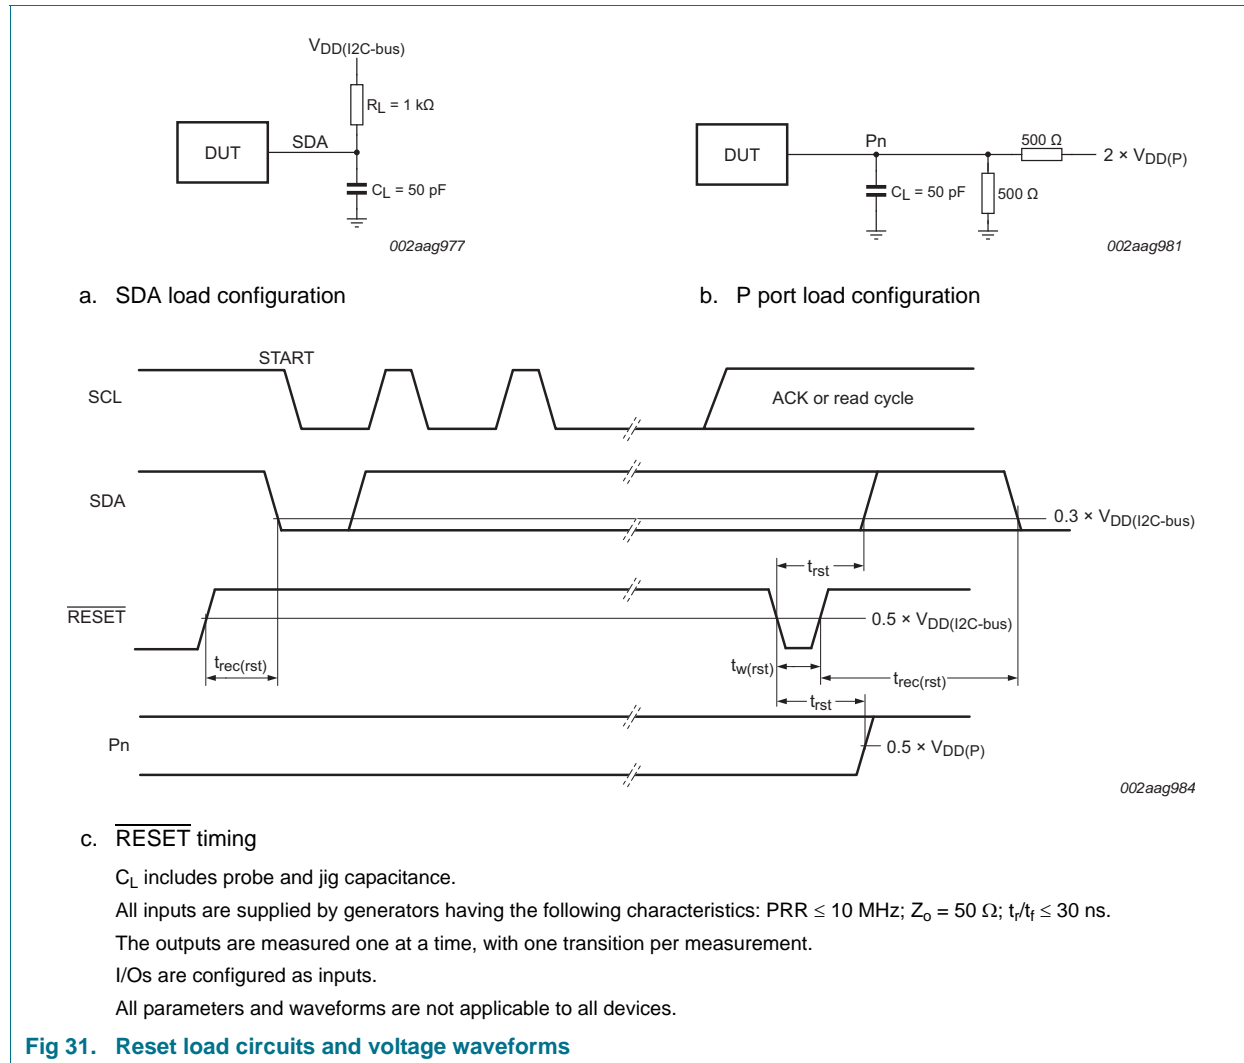 VDD(I2C-bus)
RL = 1 kΩ
DUT
SDA
CL = 50 pF
002aag977
DUT
Pn
500 Ω
2 × VDD(P)
CL = 50 pF
500 Ω
002aag981
a. SDA load configuration
b. P port load configuration
START
SCL
ACK or read cycle
SDA
0.3 × VDD(I2C-bus)
trst
RESET
0.5 × VDD(I2C-bus)
trec(rst)
tw(rst)
trec(rst)
trst
Pn
0.5 × VDD(P)
002aag984
c. RESET timing
CL includes probe and jig capacitance.
All inputs are supplied by generators having the following characteristics: PRR ≤ 10 MHz; Zo = 50 Ω; tr/tf ≤ 30 ns.
The outputs are measured one at a time, with one transition per measurement.
I/Os are configured as inputs.
All parameters and waveforms are not applicable to all devices.
Fig 31. Reset load circuits and voltage waveforms